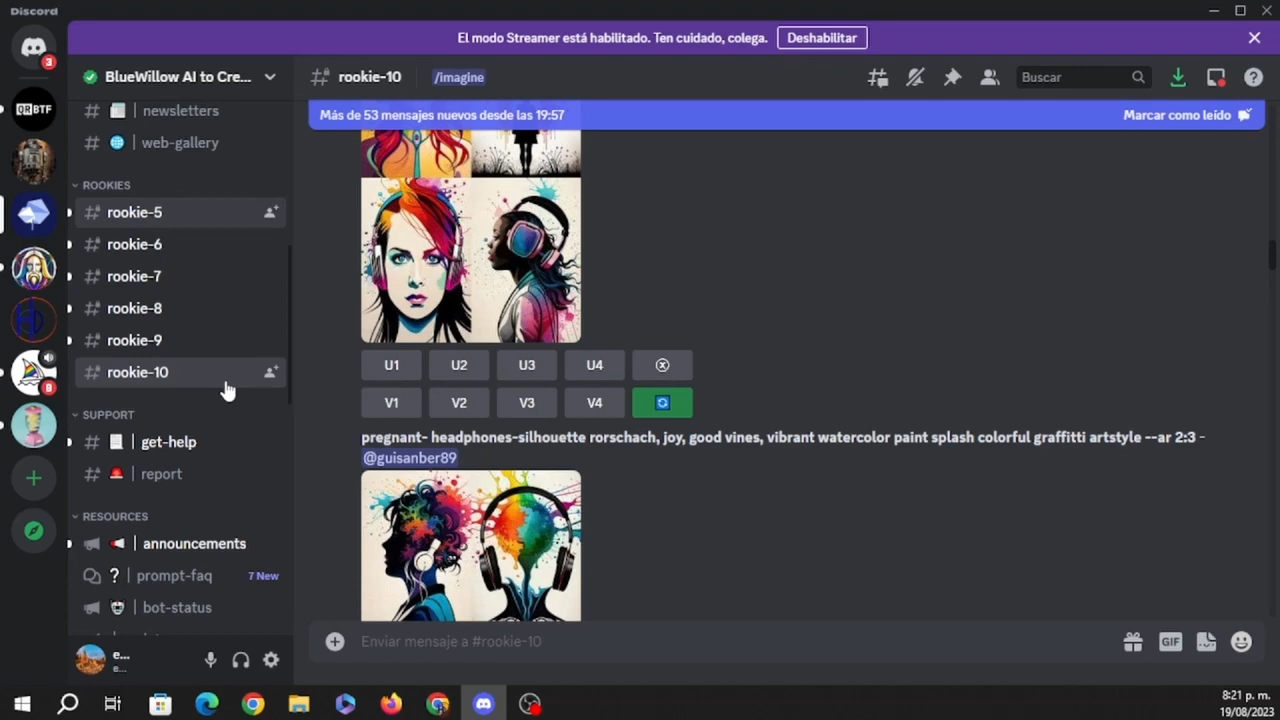 Discord
El modo Streamer está habilitado. Ten cuidado, colega.
Deshabilitar
BlueWillow AI to Cre...
rookie-10
/imagine
Buscar
3
QRBTF
8
newsletters
web-gallery
ROOKIES
rookie-5
rookie-6
rookie-7
rookie-8
rookie-9
rookie-10
SUPPORT
get-help
report
RESOURCES
announcements
prompt-faq
7 New
bot-status
e...
e...
Más de 53 mensajes nuevos desde las 19:57
Marcar como leído
U1 U2 U3 U4
V1 V2 V3 V4
pregnant- headphones-silhouette rorschach, joy, good vines, vibrant watercolor paint splash colorful graffitti artstyle --ar 2:3 -
@guisanber89
Enviar mensaje a #rookie-10
GIF
8:21 p. m.
19/08/2023